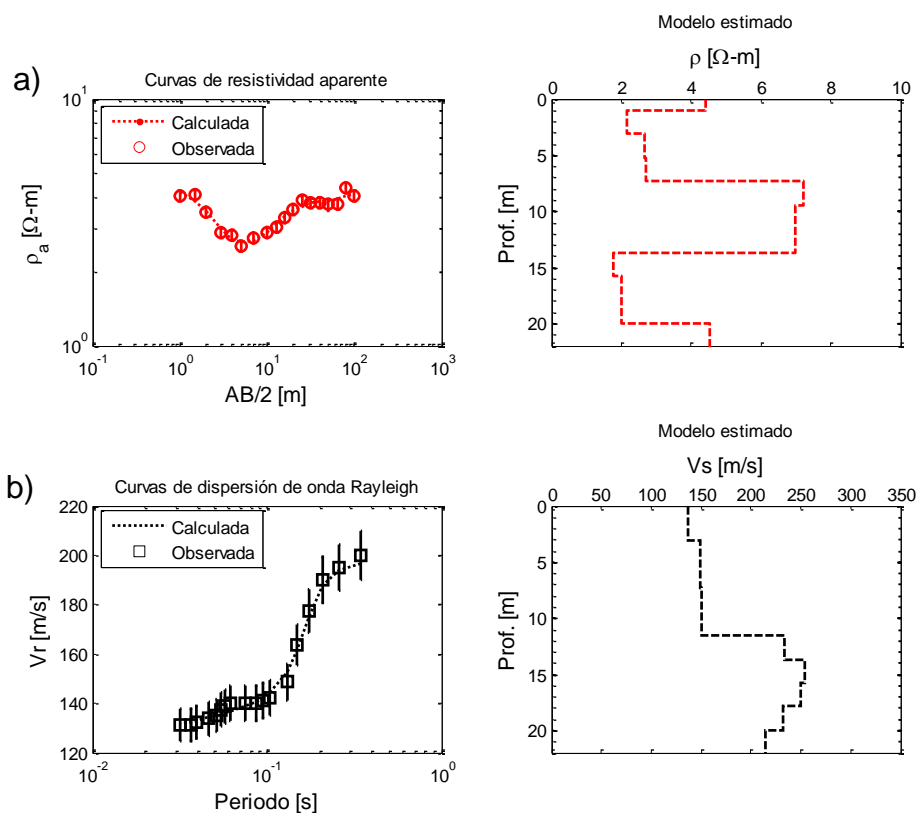 a)
Curvas de resistividad aparente
10^1
10^0
ρ_a [Ω-m]
Calculada
Observada
10^-1 10^0 10^1 10^2 10^3
AB/2 [m]
Modelo estimado
ρ [Ω-m]
0 2 4 6 8 10
0
5
10
15
20
Prof. [m]
b)
Curvas de dispersión de onda Rayleigh
220
200
180
160
140
120
Vr [m/s]
Calculada
Observada
10^-2 10^-1 10^0
Periodo [s]
Modelo estimado
Vs [m/s]
0 50 100 150 200 250 300 350
0
5
10
15
20
Prof. [m]